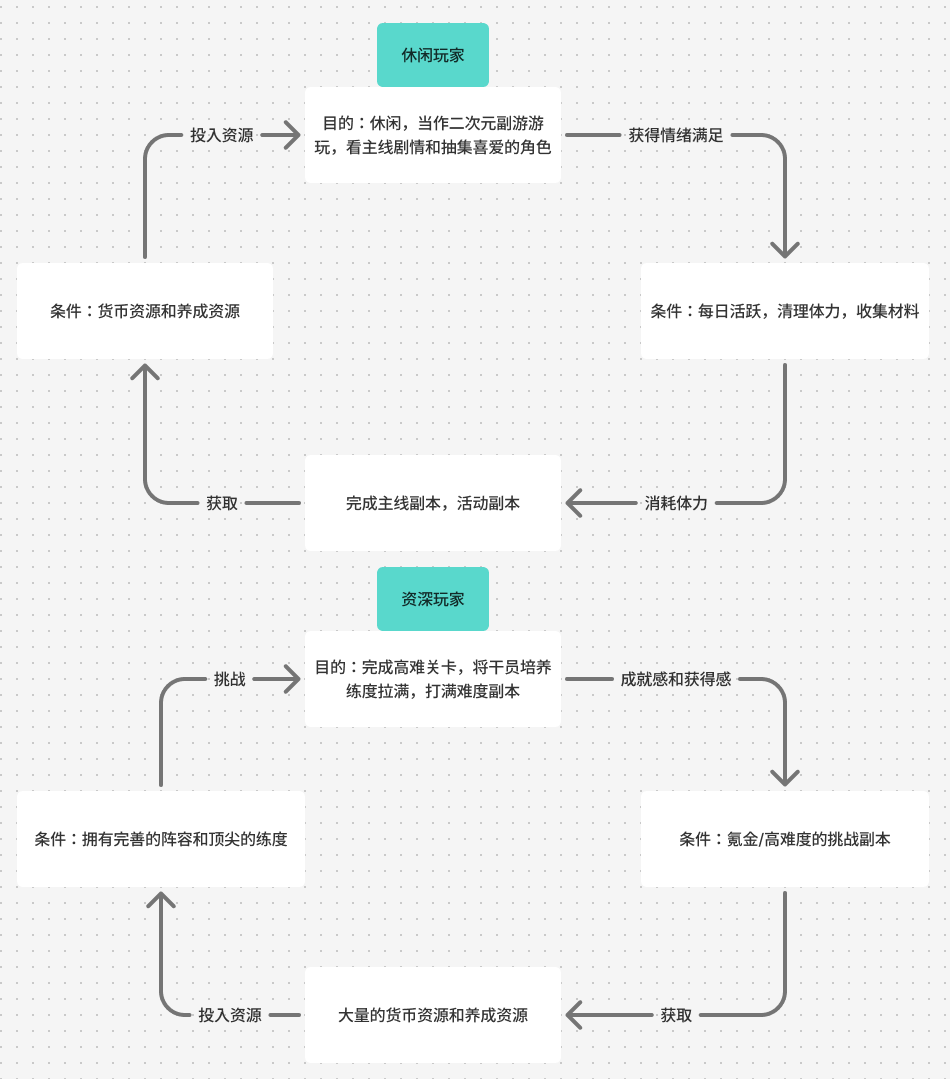 休闲玩家
目的：休闲，当作二次元副游游
玩，看主线剧情和抽集喜爱的角色
投入资源
获得情绪满足
条件：货币资源和养成资源
条件：每日活跃，清理体力，收集材料
获取
完成主线副本，活动副本
消耗体力
资深玩家
目的：完成高难关卡，将干员培养
练度拉满，打满难度副本
挑战
成就感和获得感
条件：拥有完善的阵容和顶尖的练度
条件：氪金/高难度的挑战副本
投入资源
大量的货币资源和养成资源
获取